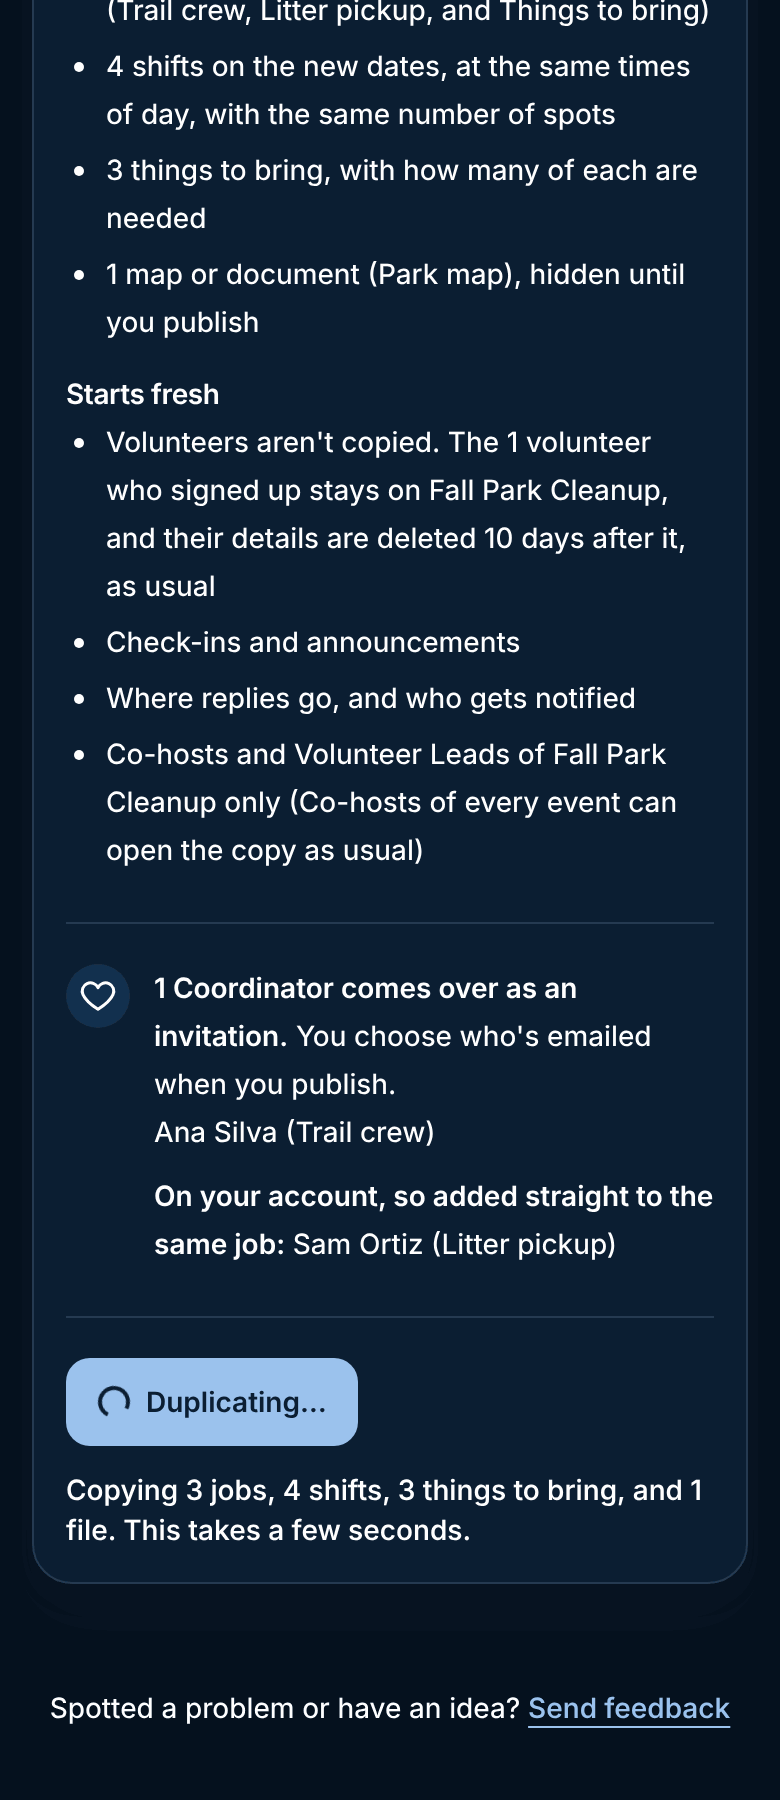 (Trail crew, Litter pickup, and Things to bring)
• 4 shifts on the new dates, at the same times
of day, with the same number of spots
• 3 things to bring, with how many of each are
needed
• 1 map or document (Park map), hidden until
you publish
Starts fresh
• Volunteers aren't copied. The 1 volunteer
who signed up stays on Fall Park Cleanup,
and their details are deleted 10 days after it,
as usual
• Check-ins and announcements
• Where replies go, and who gets notified
• Co-hosts and Volunteer Leads of Fall Park
Cleanup only (Co-hosts of every event can
open the copy as usual)
1 Coordinator comes over as an
invitation. You choose who's emailed
when you publish.
Ana Silva (Trail crew)
On your account, so added straight to the
same job: Sam Ortiz (Litter pickup)
Duplicating…
Copying 3 jobs, 4 shifts, 3 things to bring, and 1
file. This takes a few seconds.
Spotted a problem or have an idea? Send feedback